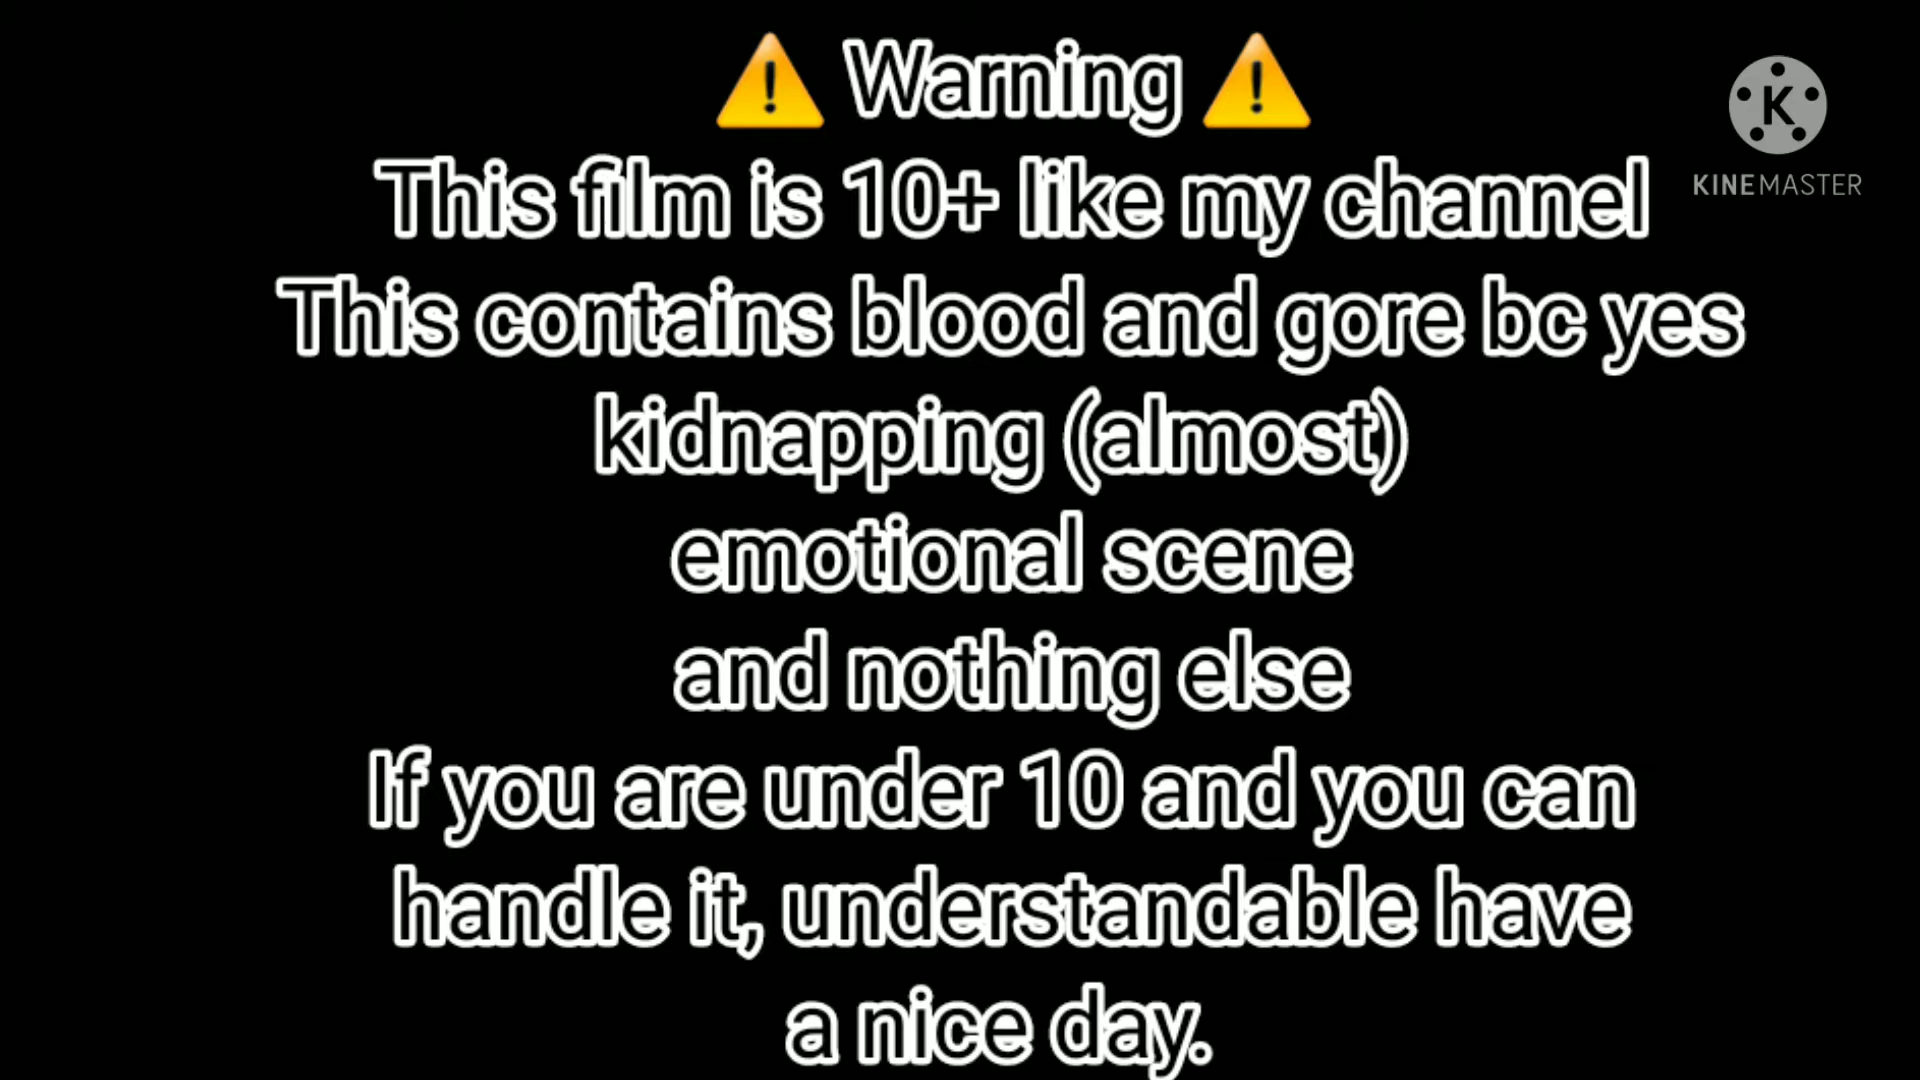 ⚠️ Warning ⚠️
This film is 10+ like my channel
This contains blood and gore bc yes
kidnapping (almost)
emotional scene
and nothing else
If you are under 10 and you can
handle it, understandable have
a nice day.
K
KINEMASTER